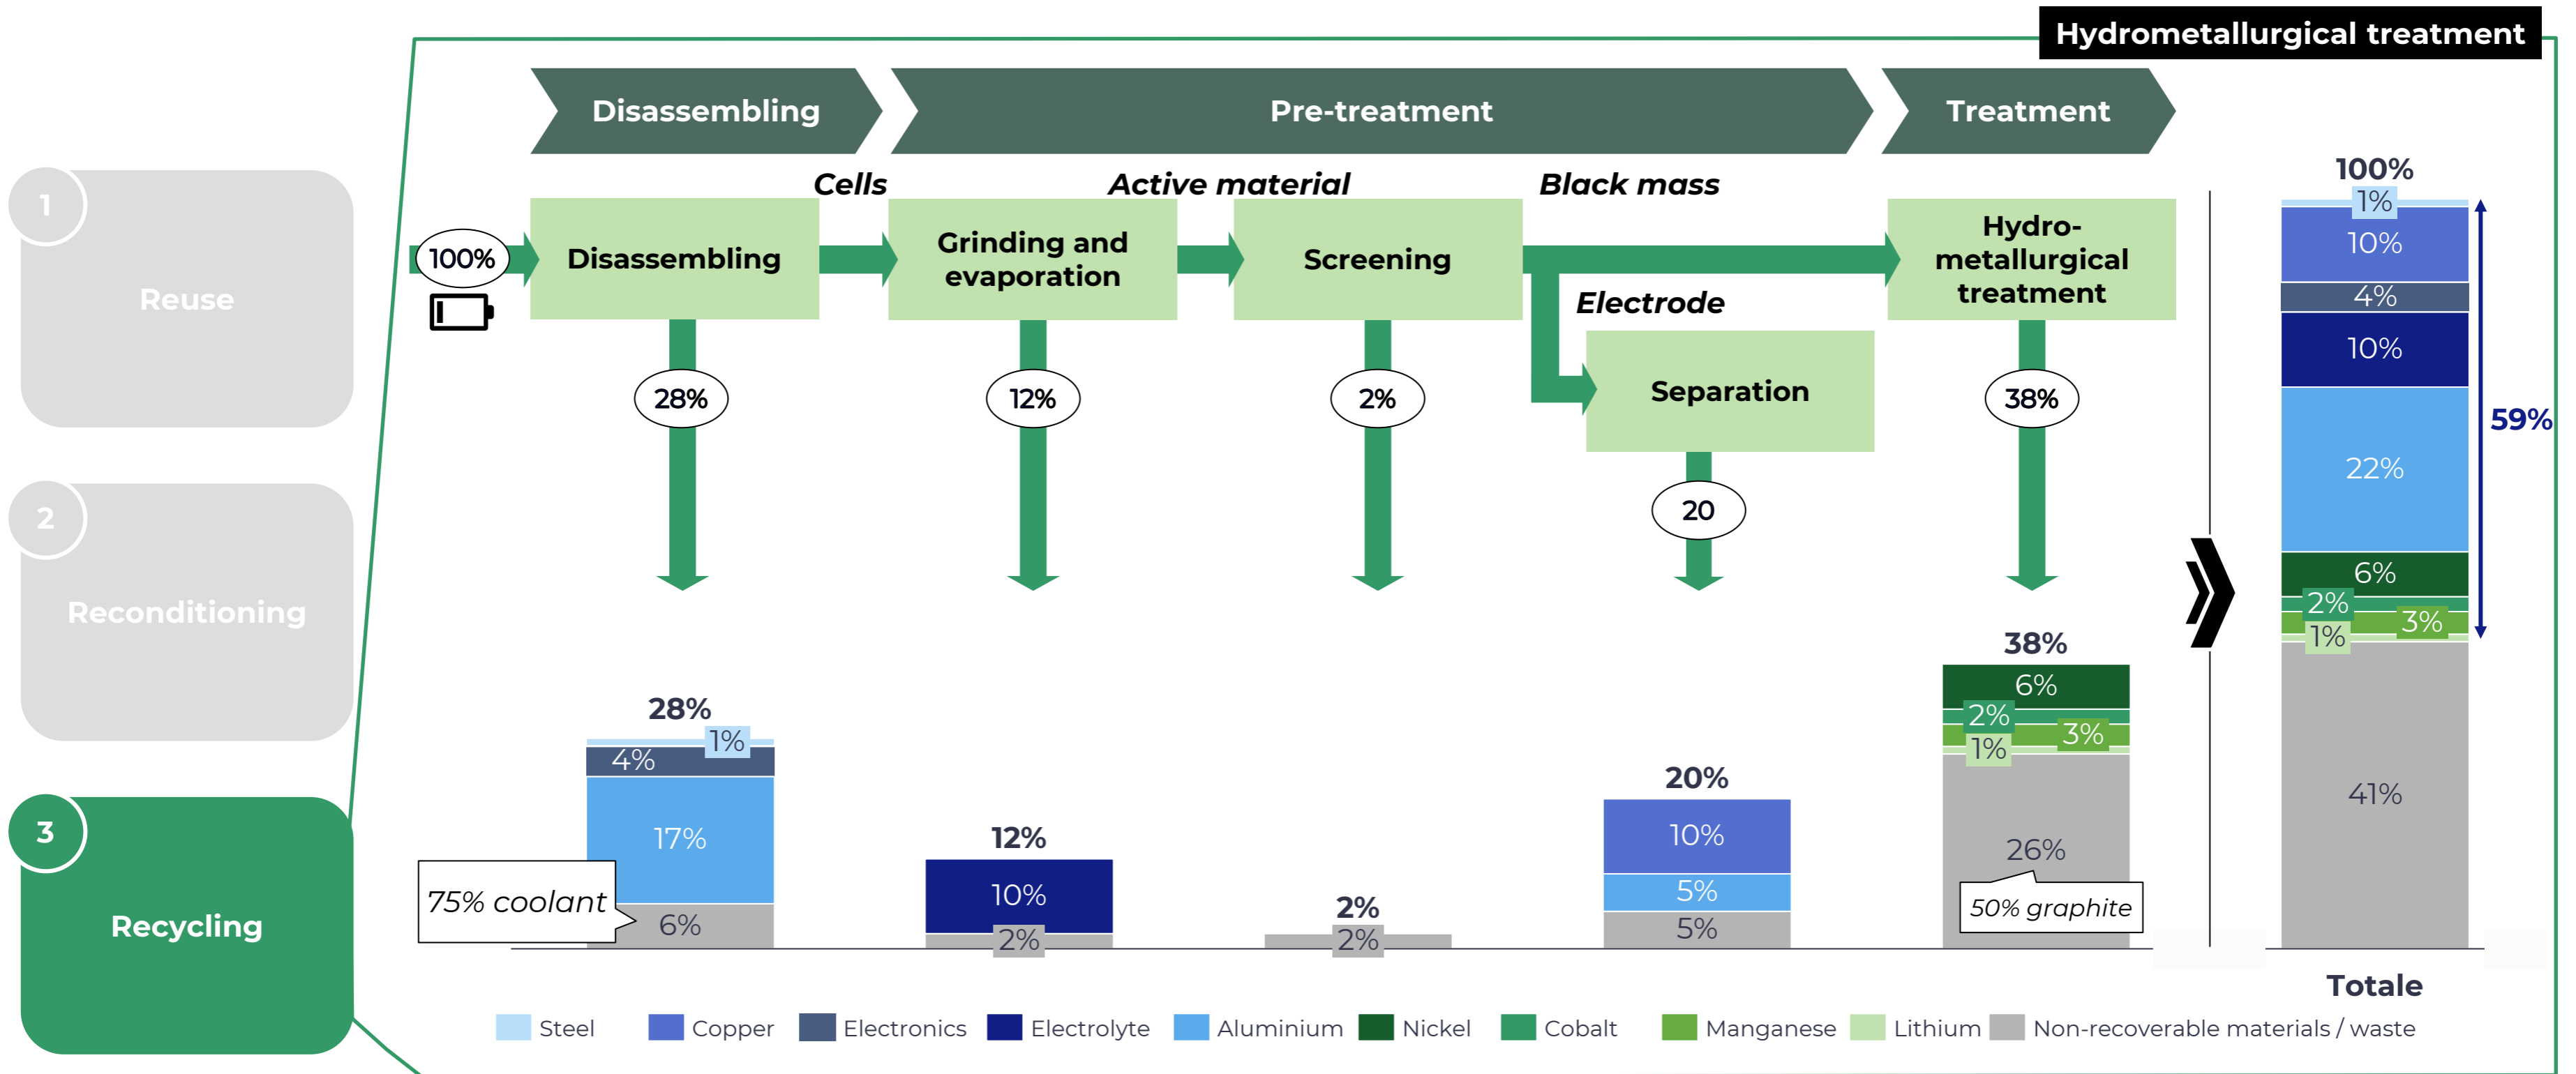 Hydrometallurgical treatment
Disassembling
Pre-treatment
Treatment
1
Reuse
2
Reconditioning
3
Recycling
Cells
Active material
Black mass
100%
Disassembling
Grinding and
evaporation
Screening
Hydro-
metallurgical
treatment
Electrode
Separation
28%
12%
2%
20
38%
28%
1%
4%
17%
6%
75% coolant
12%
10%
2%
2%
2%
20%
10%
5%
5%
38%
6%
2%
3%
1%
26%
50% graphite
100%
1%
10%
4%
10%
22%
6%
2%
3%
1%
41%
59%
Totale
Steel
Copper
Electronics
Electrolyte
Aluminium
Nickel
Cobalt
Manganese
Lithium
Non-recoverable materials / waste